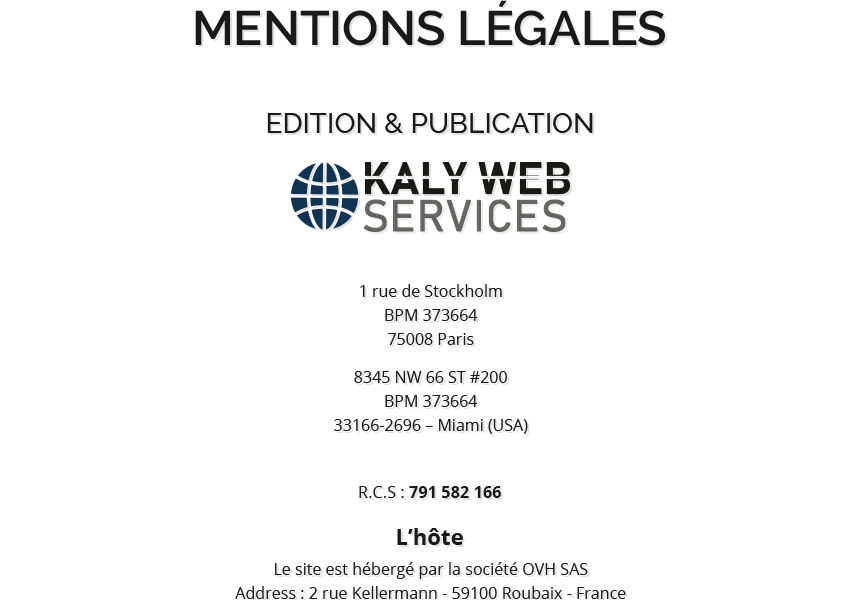 MENTIONS LÉGALES
EDITION & PUBLICATION
KALY WEB
SERVICES
1 rue de Stockholm
BPM 373664
75008 Paris
8345 NW 66 ST #200
BPM 373664
33166-2696 – Miami (USA)
R.C.S : 791 582 166
L’hôte
Le site est hébergé par la société OVH SAS
Address : 2 rue Kellermann - 59100 Roubaix - France